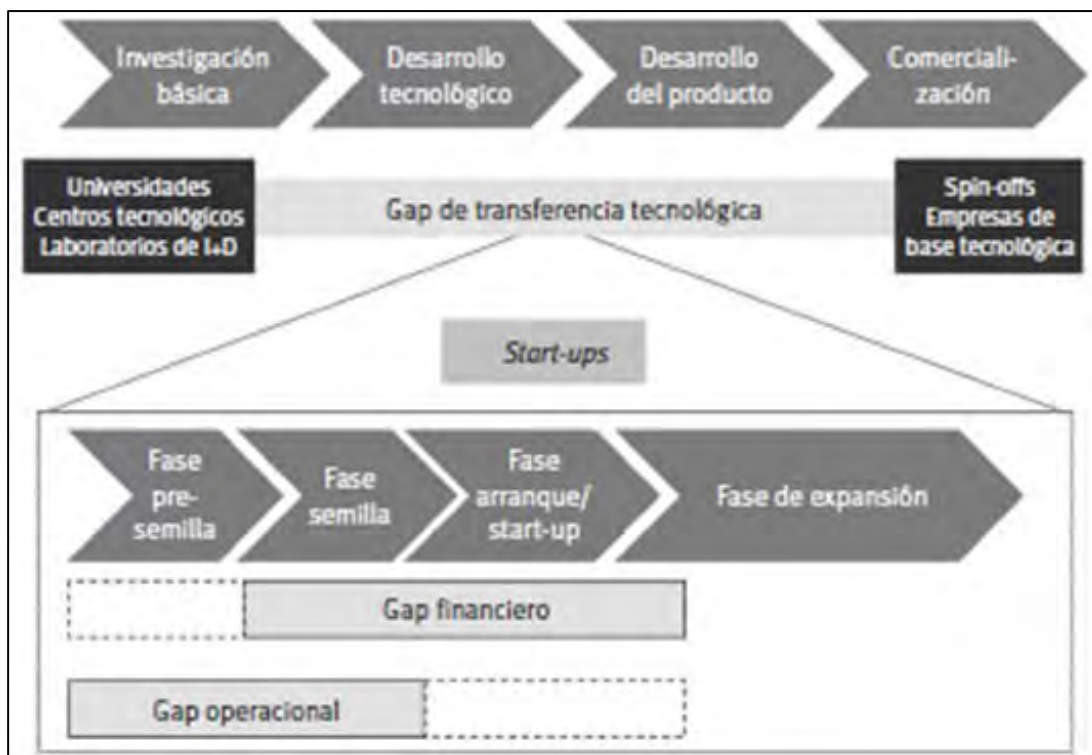 Investigación
básica
Desarrollo
tecnológico
Desarrollo
del producto
Comerciali-
zación
Universidades
Centros tecnológicos
Laboratorios de I+D
Gap de transferencia tecnológica
Spin-offs
Empresas de
base tecnológica
Start-ups
Fase
pre-
semilla
Fase
semilla
Fase
arranque/
start-up
Fase de expansión
Gap financiero
Gap operacional